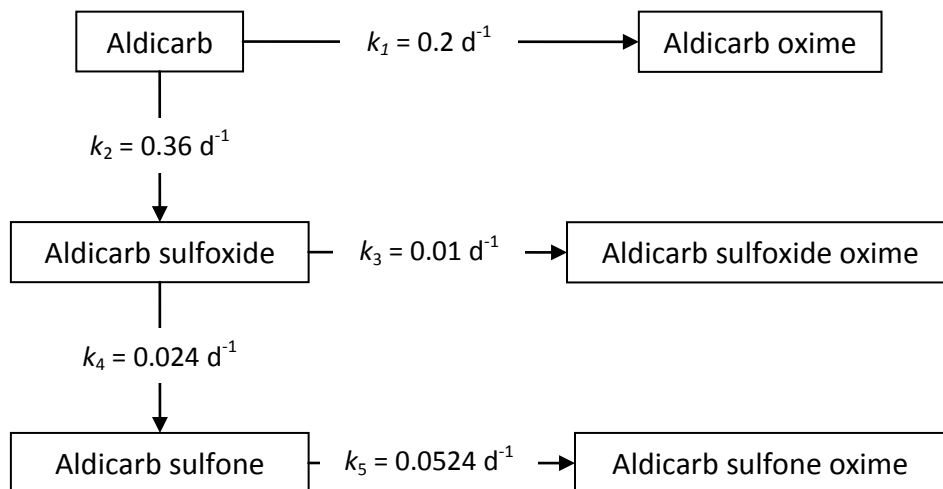 Aldicarb
k₁ = 0.2 d⁻¹
Aldicarb oxime
k₂ = 0.36 d⁻¹
Aldicarb sulfoxide
k₃ = 0.01 d⁻¹
Aldicarb sulfoxide oxime
k₄ = 0.024 d⁻¹
Aldicarb sulfone
k₅ = 0.0524 d⁻¹
Aldicarb sulfone oxime